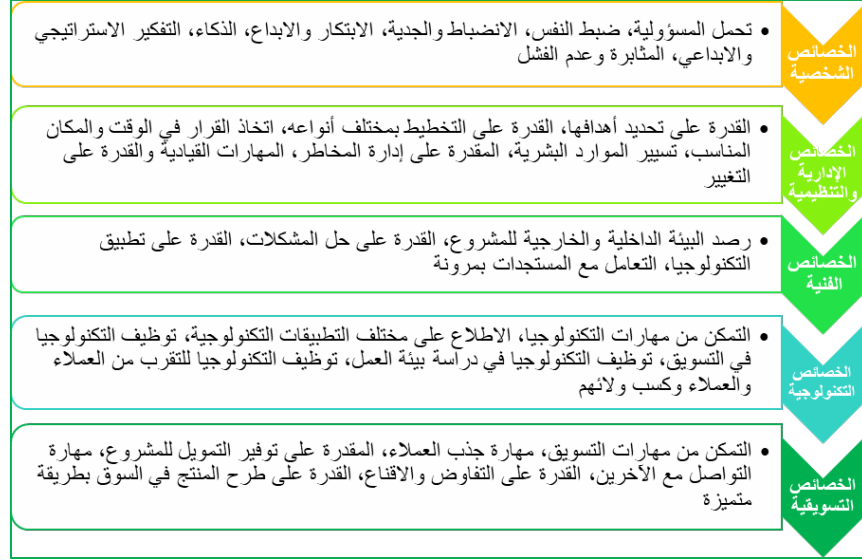 الخصائص
الشخصية
• تحمل المسؤولية، ضبط النفس، الانضباط والجدية، الابتكار والابداع، الذكاء، التفكير الاستراتيجي
والابداعي، المثابرة وعدم الفشل
الخصائص
الإدارية
والتنظيمية
• القدرة على تحديد أهدافها، القدرة على التخطيط بمختلف أنواعه، اتخاذ القرار في الوقت والمكان
المناسب، تسيير الموارد البشرية، المقدرة على إدارة المخاطر، المهارات القيادية والقدرة على
التغيير
الخصائص
الفنية
• رصد البيئة الداخلية والخارجية للمشروع، القدرة على حل المشكلات، القدرة على تطبيق
التكنولوجيا، التعامل مع المستجدات بمرونة
الخصائص
التكنولوجية
• التمكن من مهارات التكنولوجيا، الاطلاع على مختلف التطبيقات التكنولوجية، توظيف التكنولوجيا
في التسويق، توظيف التكنولوجيا في دراسة بيئة العمل، توظيف التكنولوجيا للتقرب من العملاء
والعملاء وكسب ولائهم
الخصائص
التسويقية
• التمكن من مهارات التسويق، مهارة جذب العملاء، المقدرة على توفير التمويل للمشروع، مهارة
التواصل مع الآخرين، القدرة على التفاوض والاقناع، القدرة على طرح المنتج في السوق بطريقة
متميزة